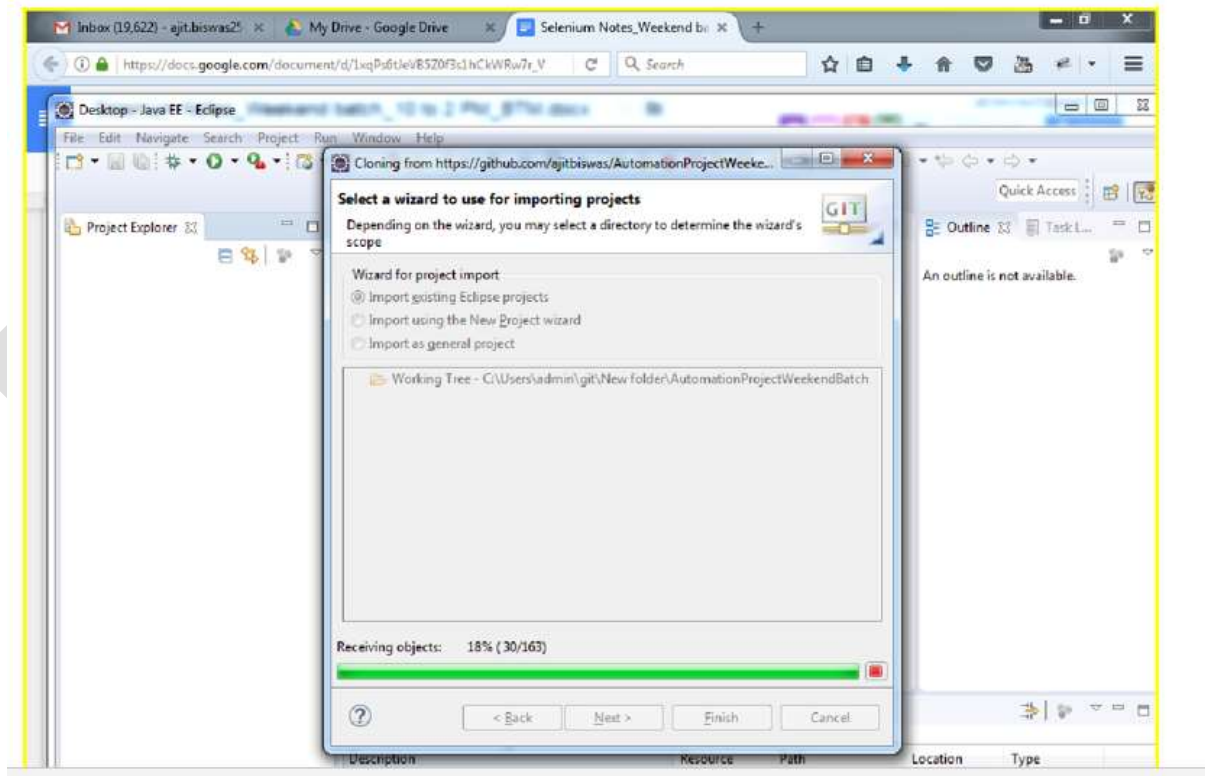 Inbox (19,622) - ajit.biswas25
My Drive - Google Drive
Selenium Notes_Weekend ba
https://docs.google.com/document/d/
Search
Desktop - Java EE - Eclipse
File Edit Navigate Search Project Run Window Help
Cloning from https://github.com/ajitbiswas/AutomationProjectWeeke...
Quick Access
Select a wizard to use for importing projects
Depending on the wizard, you may select a directory to determine the wizard's
scope
GIT
Project Explorer
Outline Task L...
An outline is not available.
Wizard for project import
Import existing Eclipse projects
Import using the New Project wizard
Import as general project
Working Tree - C:\Users\admin\git\New folder\AutomationProjectWeekendBatch
Receiving objects: 18% (30/163)
< Back Next > Finish Cancel
Description Resource Path Location Type